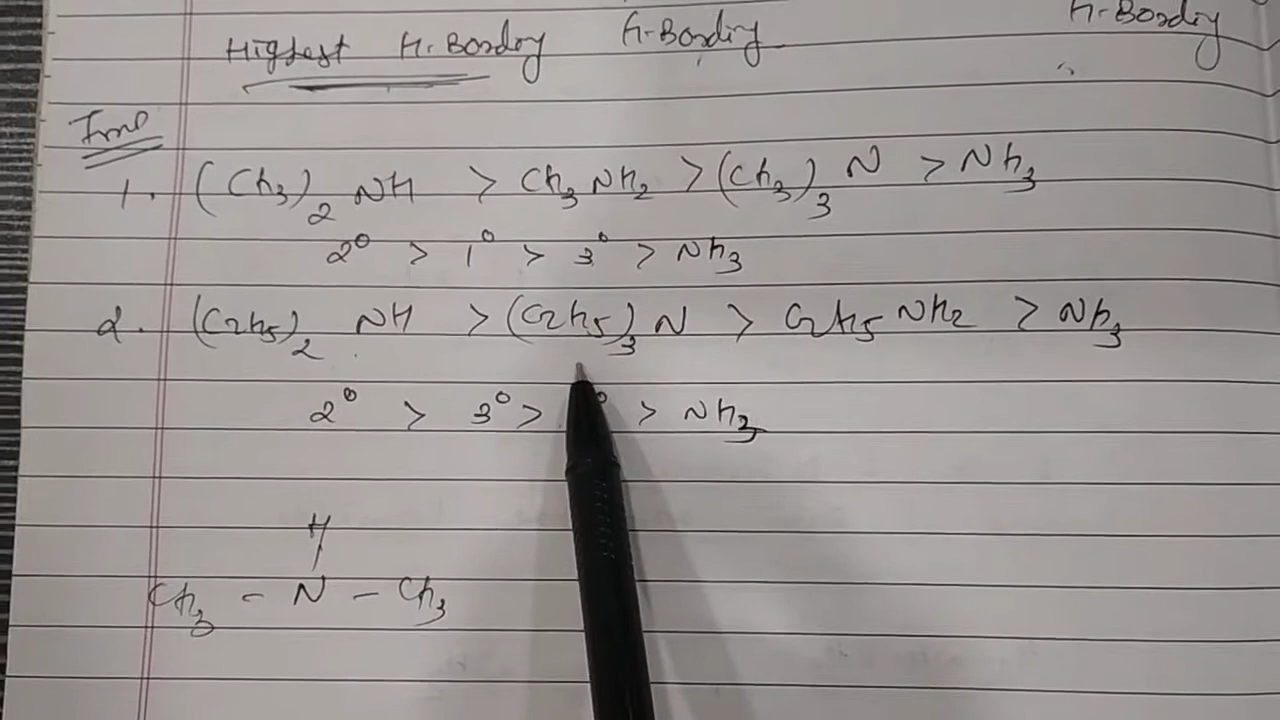 Highest H-Bonding H-Bonding H-Bonding
Imp
1. (CH3)2 NH > CH3NH2 > (CH3)3 N > NH3
2° > 1° > 3° > NH3
2. (C2H5)2 NH > (C2H5)3 N > C2H5NH2 > NH3
2° > 3° > ° > NH3
H
CH3 - N - CH3